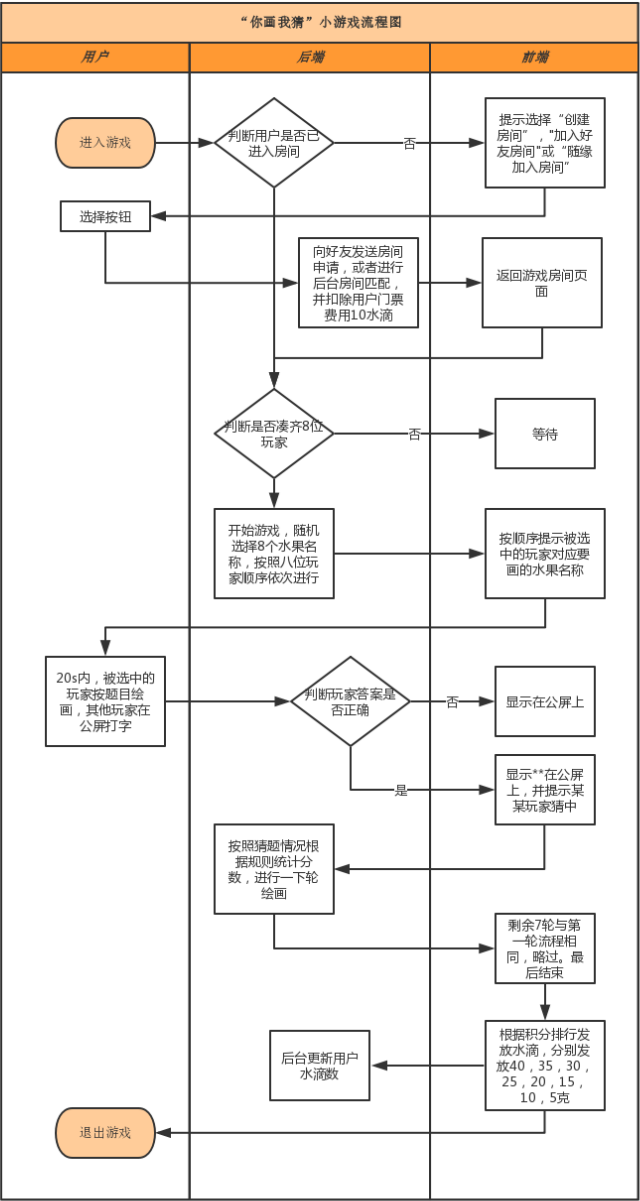 “你画我猜”小游戏流程图
用户
后端
前端
进入游戏
判断用户是否已
进入房间
否
提示选择“创建
房间”，"加入好
友房间"或“随缘
加入房间”
选择按钮
向好友发送房间
申请，或者进行
后台房间匹配，
并扣除用户门票
费用10水滴
返回游戏房间页
面
判断是否凑齐8位
玩家
否
等待
开始游戏，随机
选择8个水果名
称，按照八位玩
家顺序依次进行
按顺序提示被选
中的玩家对应要
画的水果名称
20s内，被选中的
玩家按题目绘
画，其他玩家在
公屏打字
判断玩家答案是
否正确
否
显示在公屏上
是
显示**在公屏
上，并提示某
某玩家猜中
按照猜题情况根
据规则统计分
数，进行一下轮
绘画
剩余7轮与第
一轮流程相
同，略过。最
后结束
根据积分排行发
放水滴，分别发
放40，35，30，
25，20，15，
10，5克
后台更新用户
水滴数
退出游戏